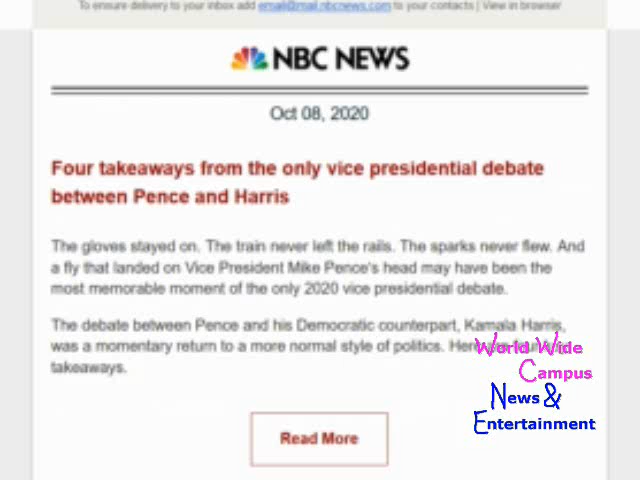 To ensure delivery to your inbox add email@mail.nbcnews.com to your contacts | View in browser
NBC NEWS
Oct 08, 2020
Four takeaways from the only vice presidential debate
between Pence and Harris
The gloves stayed on. The train never left the rails. The sparks never flew. And
a fly that landed on Vice President Mike Pence's head may have been the
most memorable moment of the only 2020 vice presidential debate.
The debate between Pence and his Democratic counterpart, Kamala Harris,
was a momentary return to a more normal style of politics.
takeaways.
Read More
World Wide
Campus
News &
Entertainment